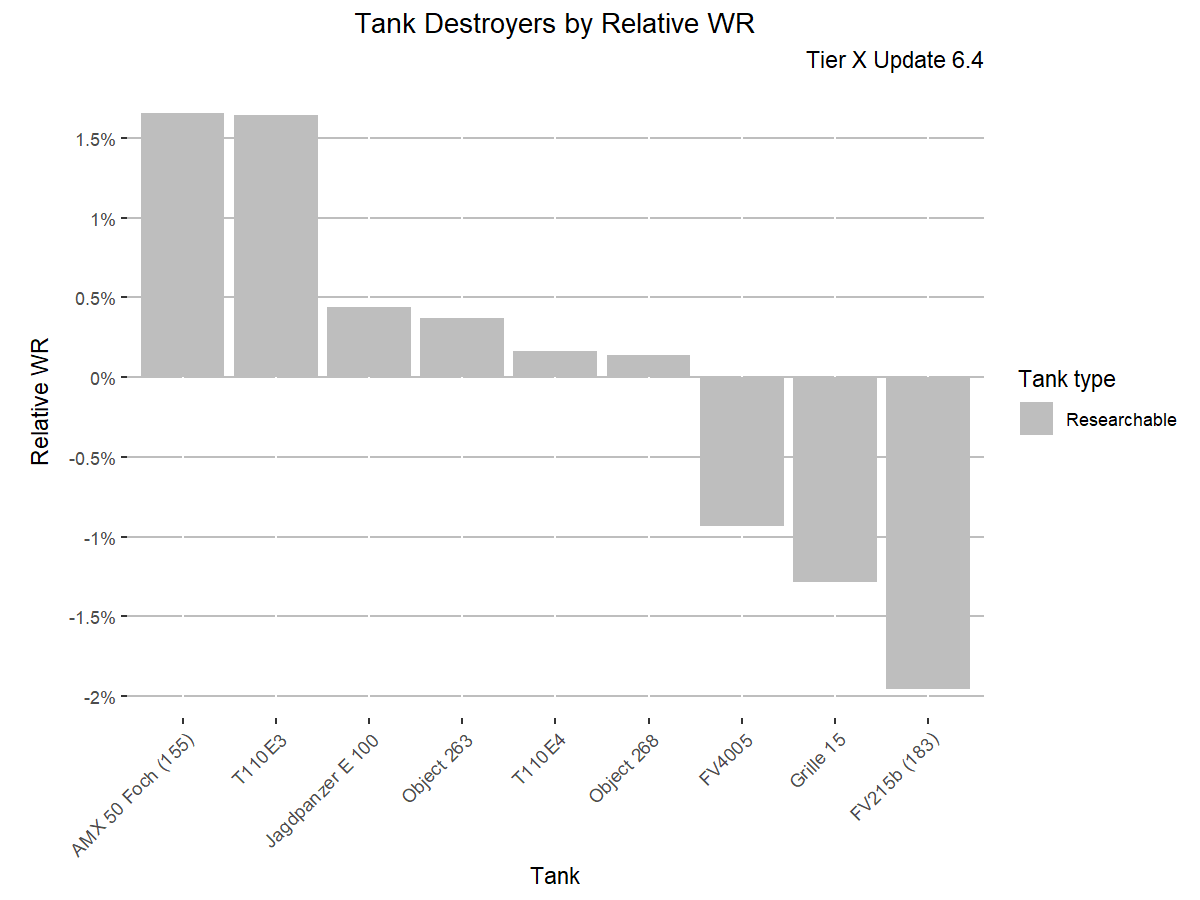 Tank Destroyers by Relative WR
Tier X Update 6.4
1.5%
1%
0.5%
0%
-0.5%
-1%
-1.5%
-2%
Relative WR
AMX 50 Foch (155)
T110E3
Jagdpanzer E 100
Object 263
T110E4
Object 268
FV4005
Grille 15
FV215b (183)
Tank
Tank type
Researchable